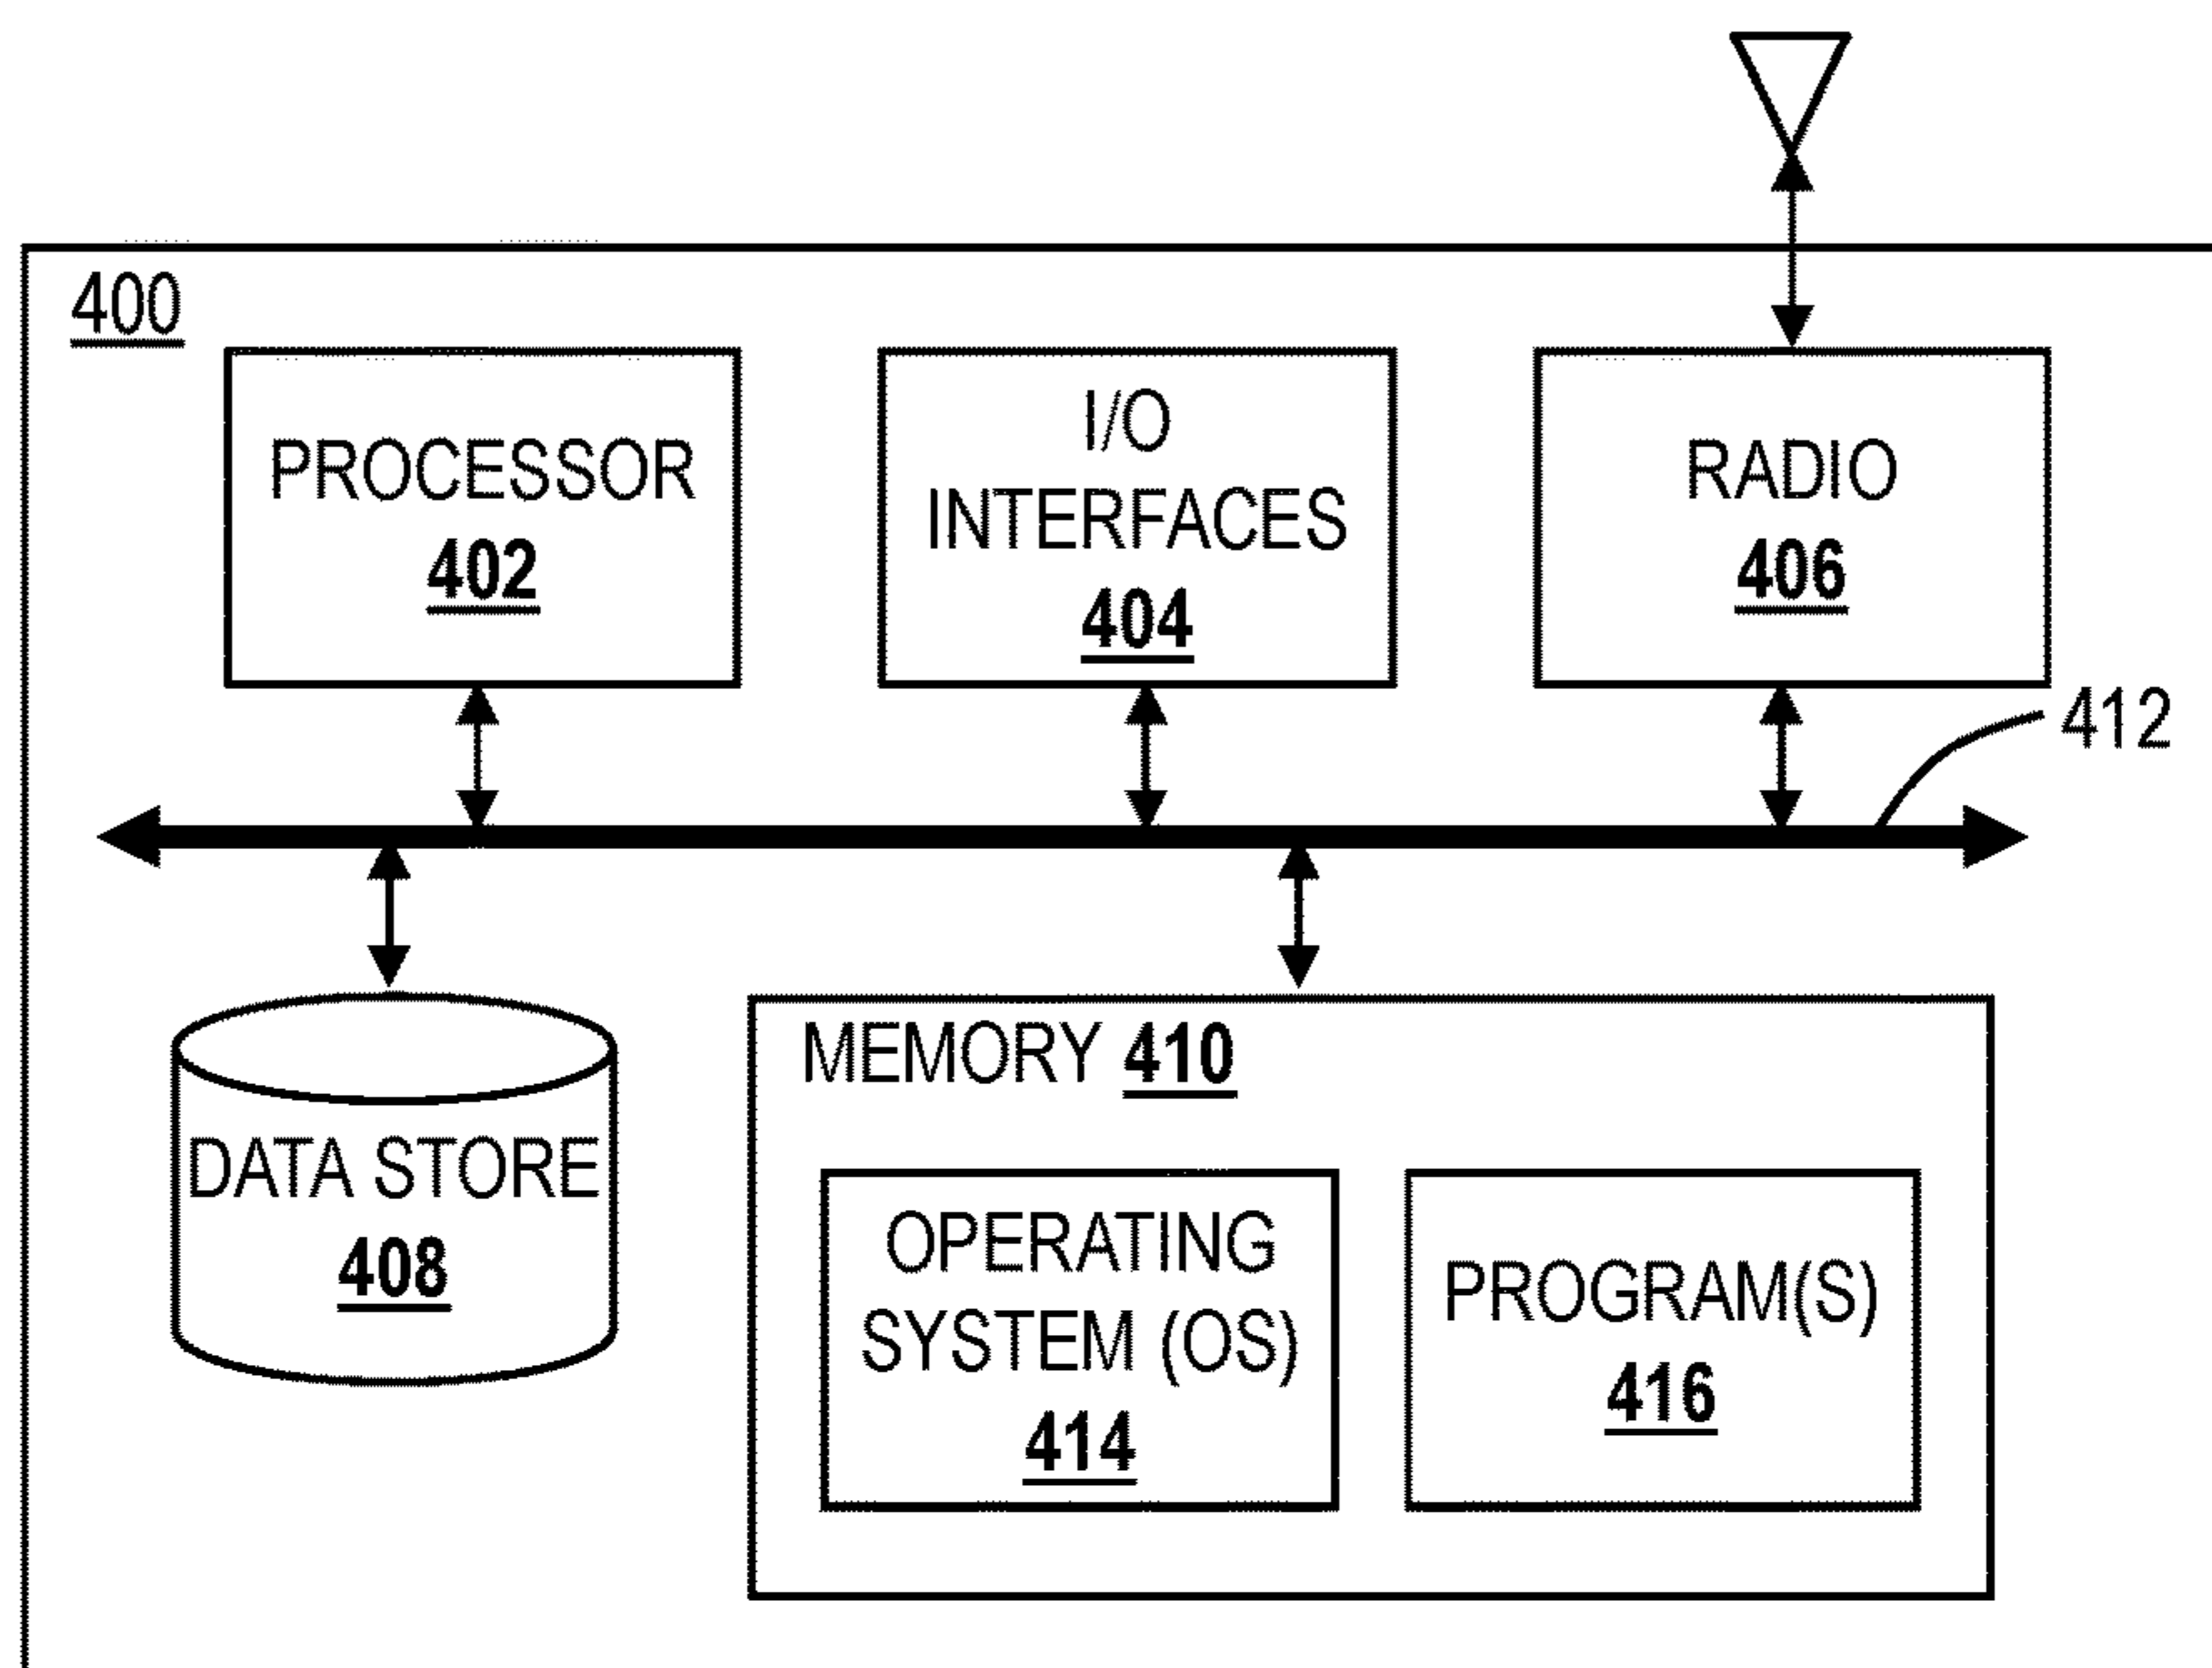 400
PROCESSOR
402
I/O
INTERFACES
404
RADIO
406
412
DATA STORE
408
MEMORY 410
OPERATING
SYSTEM (OS)
414
PROGRAM(S)
416